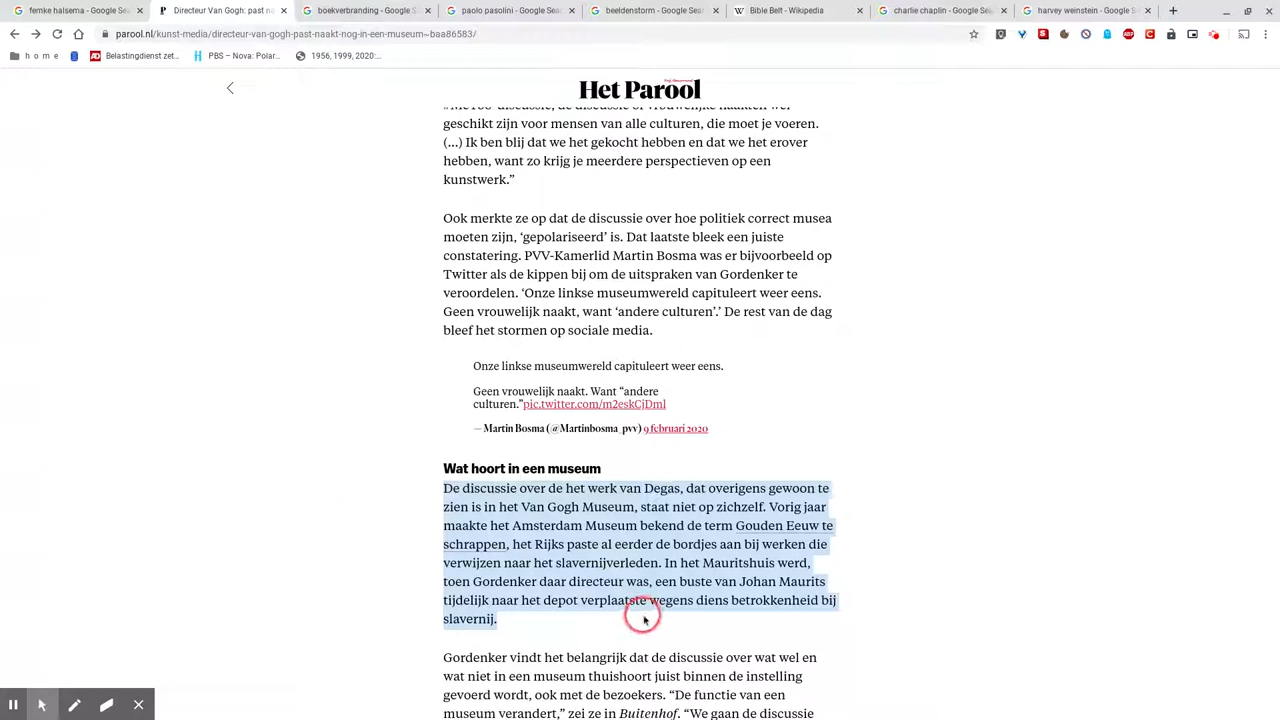 femke halsema - Google Sea
Directeur Van Gogh: past na
boekverbranding - Google S
paolo pasolini - Google Sea
beeldenstorm - Google Sear
Bible Belt - Wikipedia
charlie chaplin - Google Sea
harvey weinstein - Google S
parool.nl/kunst-media/directeur-van-gogh-past-naakt-nog-in-een-museum~baa86583/
h o m e
Belastingdienst zet...
PBS – Nova: Polar...
1956, 1999, 2020:...
Het Parool
#MeToo-discussie, de discussie of vrouwelijke naakten wel
geschikt zijn voor mensen van alle culturen, die moet je voeren.
(...) Ik ben blij dat we het gekocht hebben en dat we het erover
hebben, want zo krijg je meerdere perspectieven op een
kunstwerk.”
Ook merkte ze op dat de discussie over hoe politiek correct musea
moeten zijn, ‘gepolariseerd’ is. Dat laatste bleek een juiste
constatering. PVV-Kamerlid Martin Bosma was er bijvoorbeeld op
Twitter als de kippen bij om de uitspraken van Gordenker te
veroordelen. ‘Onze linkse museumwereld capituleert weer eens.
Geen vrouwelijk naakt, want ‘andere culturen’.’ De rest van de dag
bleef het stormen op sociale media.
Onze linkse museumwereld capituleert weer eens.
Geen vrouwelijk naakt. Want “andere
culturen.”pic.twitter.com/m2eskCjDml
— Martin Bosma (@Martinbosma_pvv) 9 februari 2020
Wat hoort in een museum
De discussie over de het werk van Degas, dat overigens gewoon te
zien is in het Van Gogh Museum, staat niet op zichzelf. Vorig jaar
maakte het Amsterdam Museum bekend de term Gouden Eeuw te
schrappen, het Rijks paste al eerder de bordjes aan bij werken die
verwijzen naar het slavernijverleden. In het Mauritshuis werd,
toen Gordenker daar directeur was, een buste van Johan Maurits
tijdelijk naar het depot verplaatste wegens diens betrokkenheid bij
slavernij.
Gordenker vindt het belangrijk dat de discussie over wat wel en
wat niet in een museum thuishoort juist binnen de instelling
gevoerd wordt, ook met de bezoekers. “De functie van een
museum verandert,” zei ze in Buitenhof. “We gaan de discussie